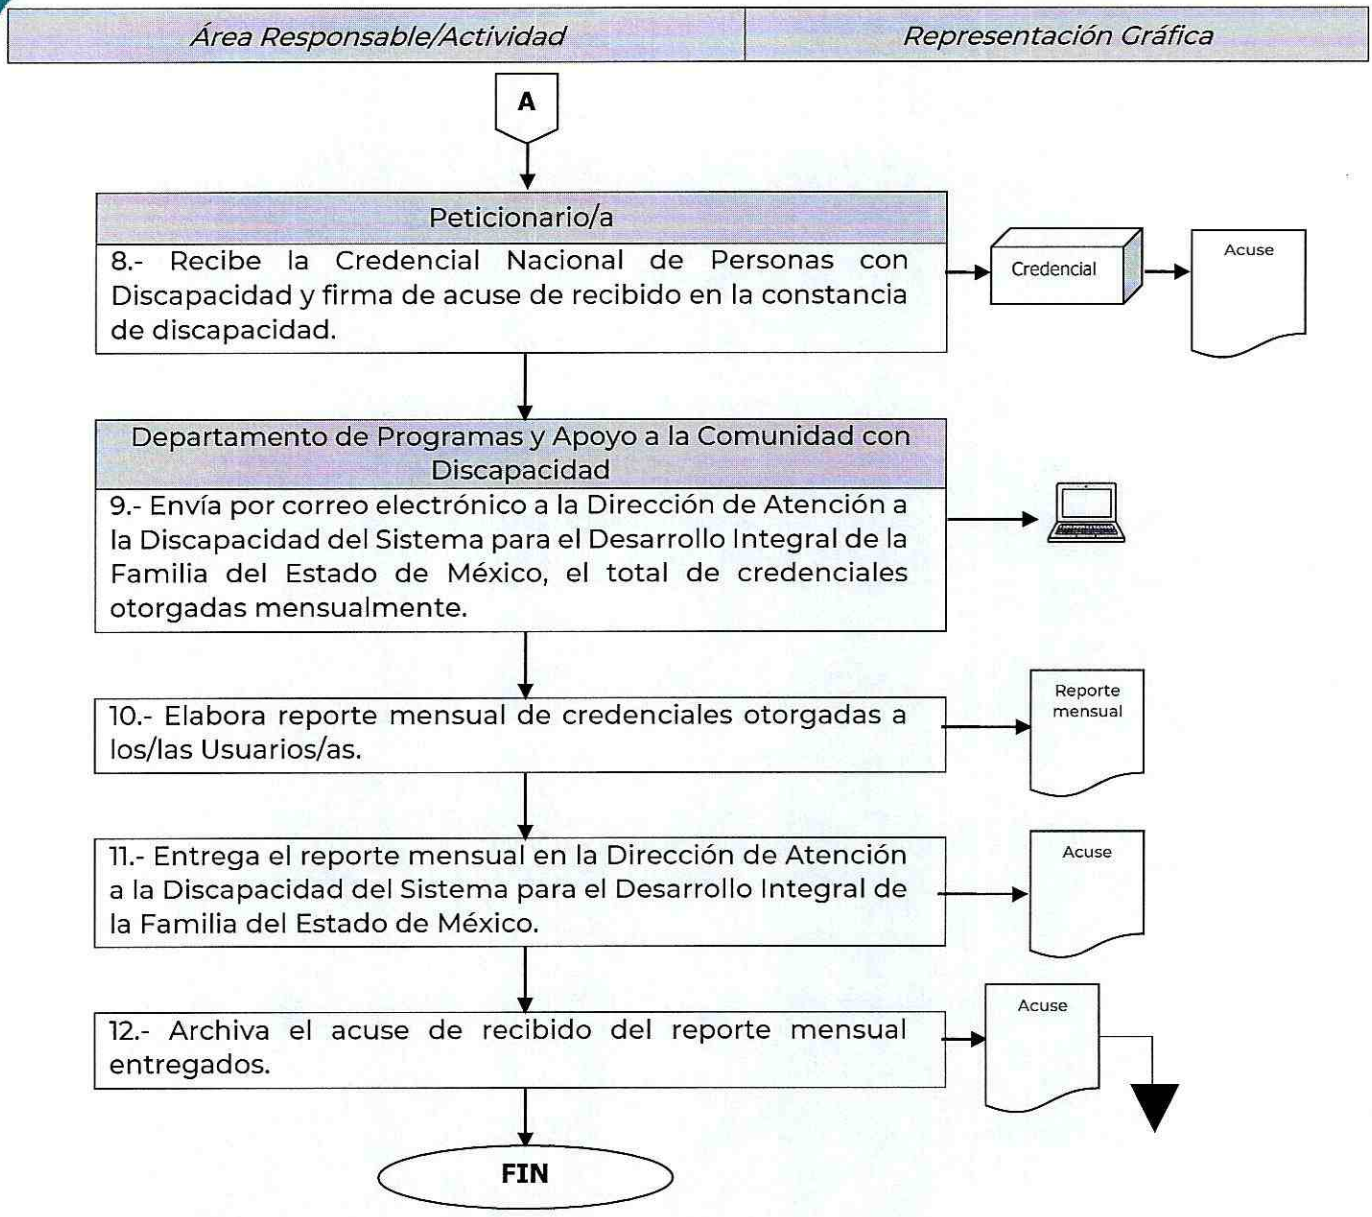 Área Responsable/Actividad
Representación Gráfica
A
Peticionario/a
8.- Recibe la Credencial Nacional de Personas con
Discapacidad y firma de acuse de recibido en la constancia
de discapacidad.
Credencial
Acuse
Departamento de Programas y Apoyo a la Comunidad con
Discapacidad
9.- Envía por correo electrónico a la Dirección de Atención a
la Discapacidad del Sistema para el Desarrollo Integral de la
Familia del Estado de México, el total de credenciales
otorgadas mensualmente.
10.- Elabora reporte mensual de credenciales otorgadas a
los/las Usuarios/as.
Reporte
mensual
11.- Entrega el reporte mensual en la Dirección de Atención
a la Discapacidad del Sistema para el Desarrollo Integral de
la Familia del Estado de México.
Acuse
12.- Archiva el acuse de recibido del reporte mensual
entregados.
Acuse
FIN